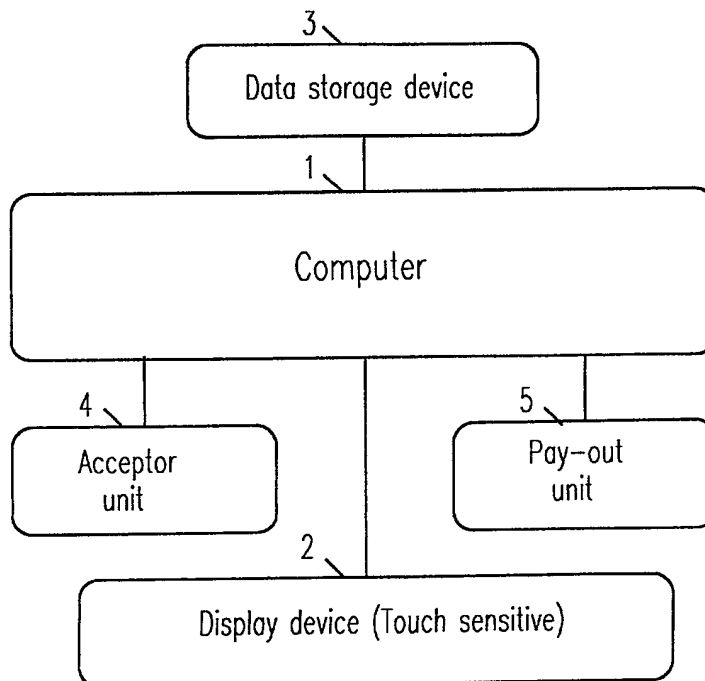 3
Data storage device
1
Computer
4
Acceptor
unit
5
Pay-out
unit
2
Display device (Touch sensitive)